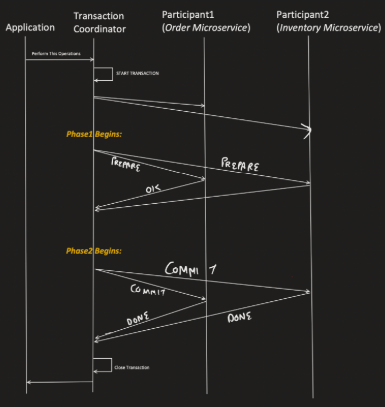 Application
Transaction
Coordinator
Participant1
(Order Microservice)
Participant2
(Inventory Microservice)
Perform This Operations
START TRANSACTION
Phase1 Begins:
PREPARE
PREPARE
OK
Phase2 Begins:
COMMIT
COMMIT
DONE
DONE
Close Transaction